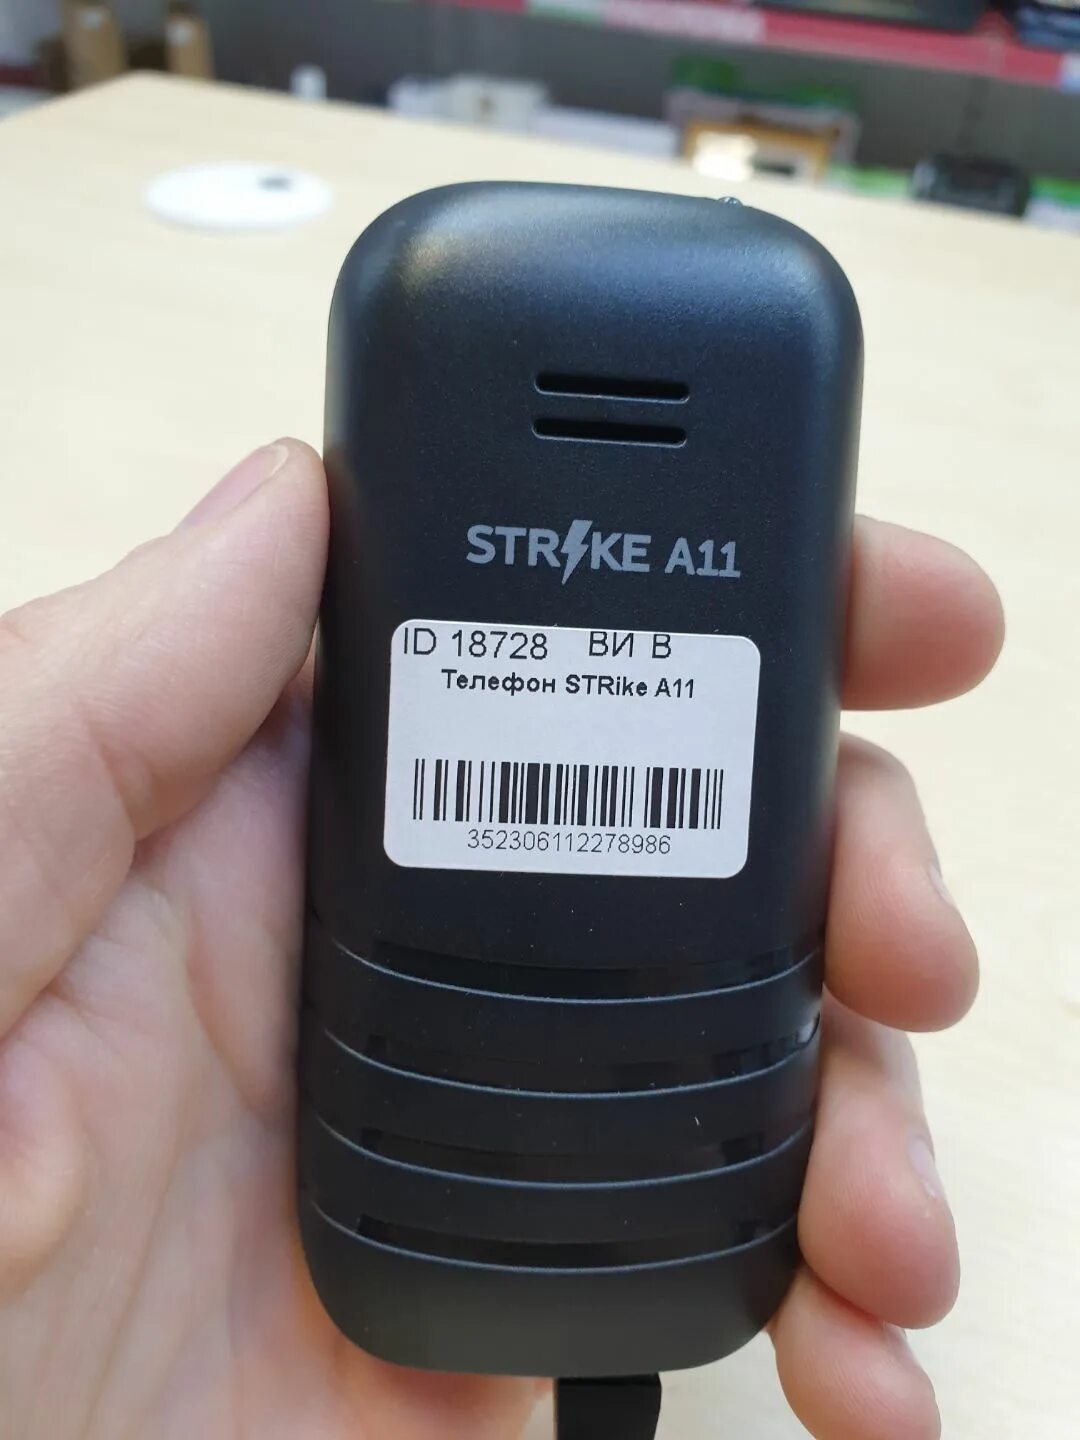 STRIKE A11
ID 18728 ВИ В
Телефон STRike A11
352306112278986